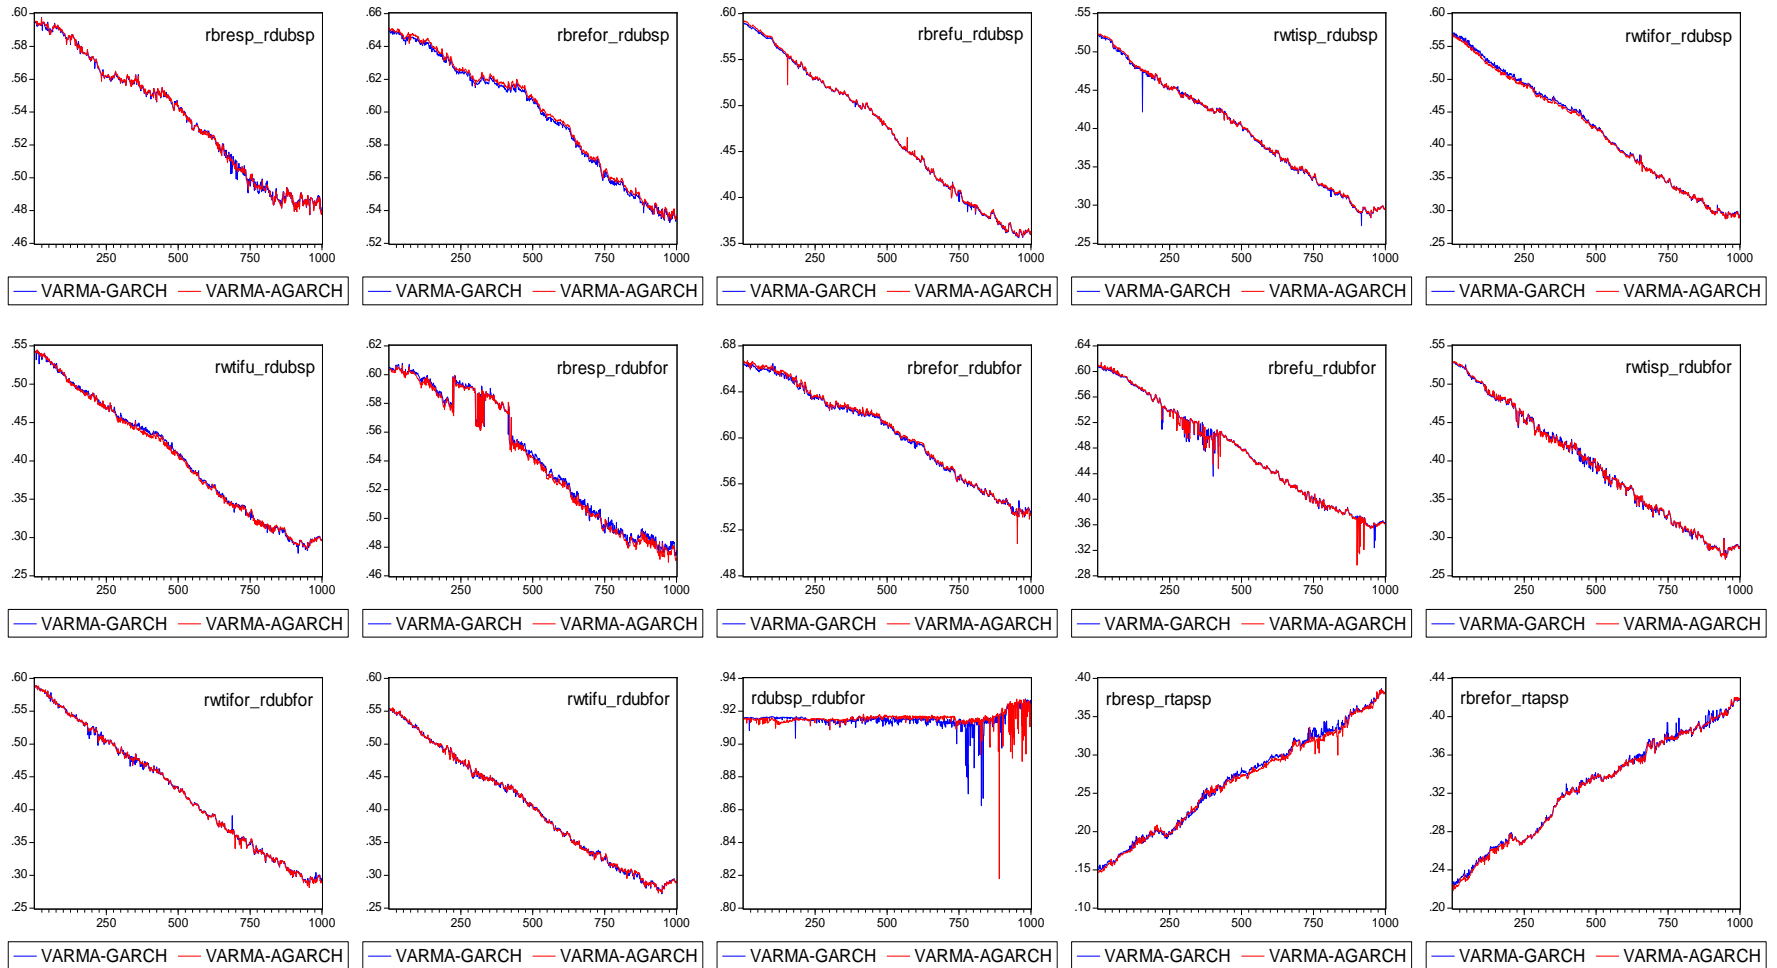 rbresp_rdubsp
.60
.58
.56
.54
.52
.50
.48
.46
250 500 750 1000
VARMA-GARCH VARMA-AGARCH
rbrefor_rdubsp
.66
.64
.62
.60
.58
.56
.54
.52
250 500 750 1000
VARMA-GARCH VARMA-AGARCH
rbrefu_rdubsp
.60
.55
.50
.45
.40
.35
250 500 750 1000
VARMA-GARCH VARMA-AGARCH
rwtisp_rdubsp
.55
.50
.45
.40
.35
.30
.25
250 500 750 1000
VARMA-GARCH VARMA-AGARCH
rwtifor_rdubsp
.60
.55
.50
.45
.40
.35
.30
.25
250 500 750 1000
VARMA-GARCH VARMA-AGARCH
rwtifu_rdubsp
.55
.50
.45
.40
.35
.30
.25
250 500 750 1000
VARMA-GARCH VARMA-AGARCH
rbresp_rdubfor
.62
.60
.58
.56
.54
.52
.50
.48
.46
250 500 750 1000
VARMA-GARCH VARMA-AGARCH
rbrefor_rdubfor
.68
.64
.60
.56
.52
.48
250 500 750 1000
VARMA-GARCH VARMA-AGARCH
rbrefu_rdubfor
.64
.60
.56
.52
.48
.44
.40
.36
.32
.28
250 500 750 1000
VARMA-GARCH VARMA-AGARCH
rwtisp_rdubfor
.55
.50
.45
.40
.35
.30
.25
250 500 750 1000
VARMA-GARCH VARMA-AGARCH
rwtifor_rdubfor
.60
.55
.50
.45
.40
.35
.30
.25
250 500 750 1000
VARMA-GARCH VARMA-AGARCH
rwtifu_rdubfor
.60
.55
.50
.45
.40
.35
.30
.25
250 500 750 1000
VARMA-GARCH VARMA-AGARCH
rdubsp_rdubfor
.94
.92
.90
.88
.86
.84
.82
.80
250 500 750 1000
VARMA-GARCH VARMA-AGARCH
rbresp_rtapsp
.40
.35
.30
.25
.20
.15
.10
250 500 750 1000
VARMA-GARCH VARMA-AGARCH
rbrefor_rtapsp
.44
.40
.36
.32
.28
.24
.20
250 500 750 1000
VARMA-GARCH VARMA-AGARCH